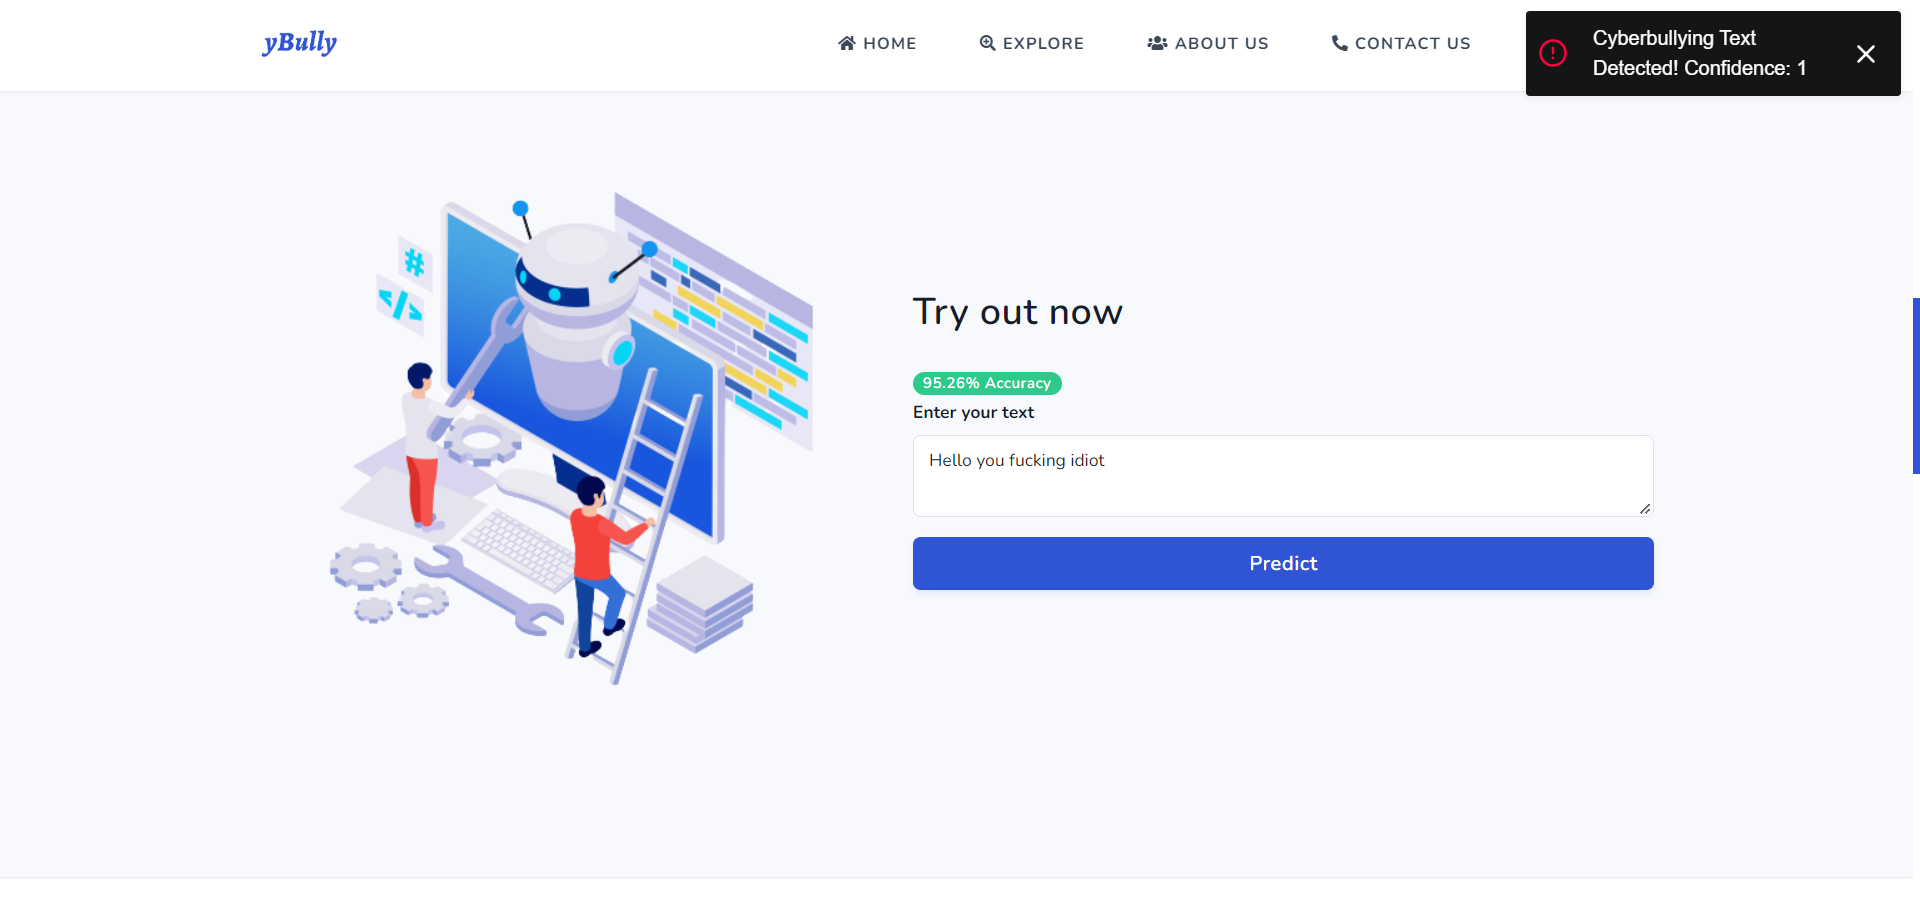 yBully
HOME
EXPLORE
ABOUT US
CONTACT US
Cyberbullying Text
Detected! Confidence: 1
#
</>
Try out now
95.26% Accuracy
Enter your text
Hello you fucking idiot
Predict